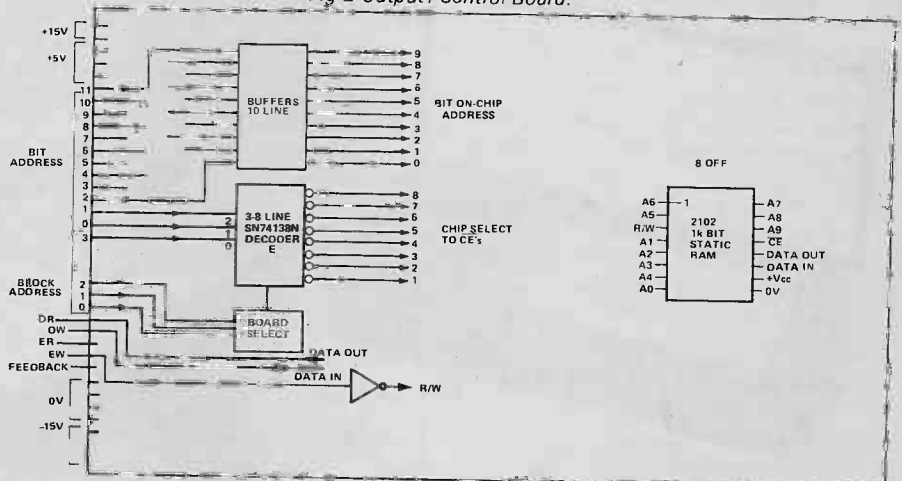 Fig 2 Output / Control Board.
+15V
+5V
11
10
9
8
7
6
5
4
3
2
1
0
3
BIT
ADDRESS
BLOCK
ADDRESS
2
1
0
DR
OW
ER
EW
FEEDBACK
0V
-15V
BUFFERS
10 LINE
9
8
7
6
5
4
3
2
1
0
BIT ON-CHIP
ADDRESS
3-8 LINE
SN74138N
DECODER
E
2
1
0
8
7
6
5
4
3
2
1
CHIP SELECT
TO CE's
BOARD
SELECT
DATA OUT
DATA IN
R/W
8 OFF
1
2102
1k BIT
STATIC
RAM
A6
A5
R/W
A1
A2
A3
A4
A0
A7
A8
A9
CE
DATA OUT
DATA IN
+Vcc
0V